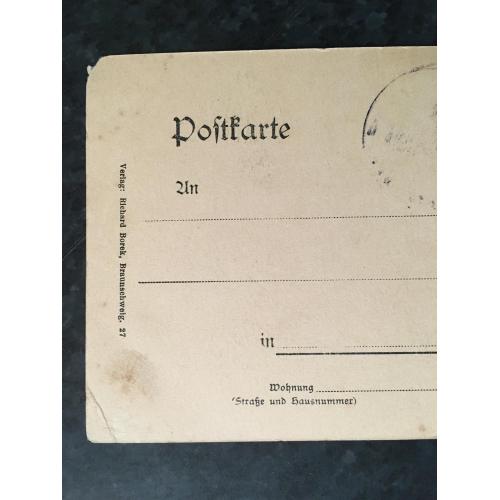 Postkarte
An
in
Wohnung
(Straße und Hausnummer)
Verlag: Richard Borek, Braunschweig. 27